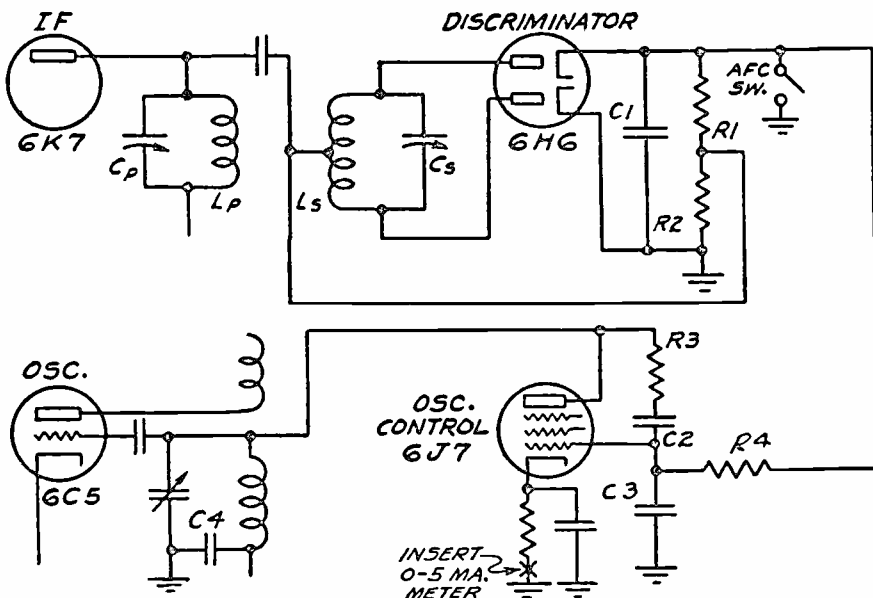 IF
6K7
Cp
Lp
Ls
Cs
DISCRIMINATOR
6H6
C1
R1
R2
AFC
SW.
OSC.
6C5
C4
OSC.
CONTROL
6J7
R3
C2
R4
C3
INSERT
0-5 MA.
METER